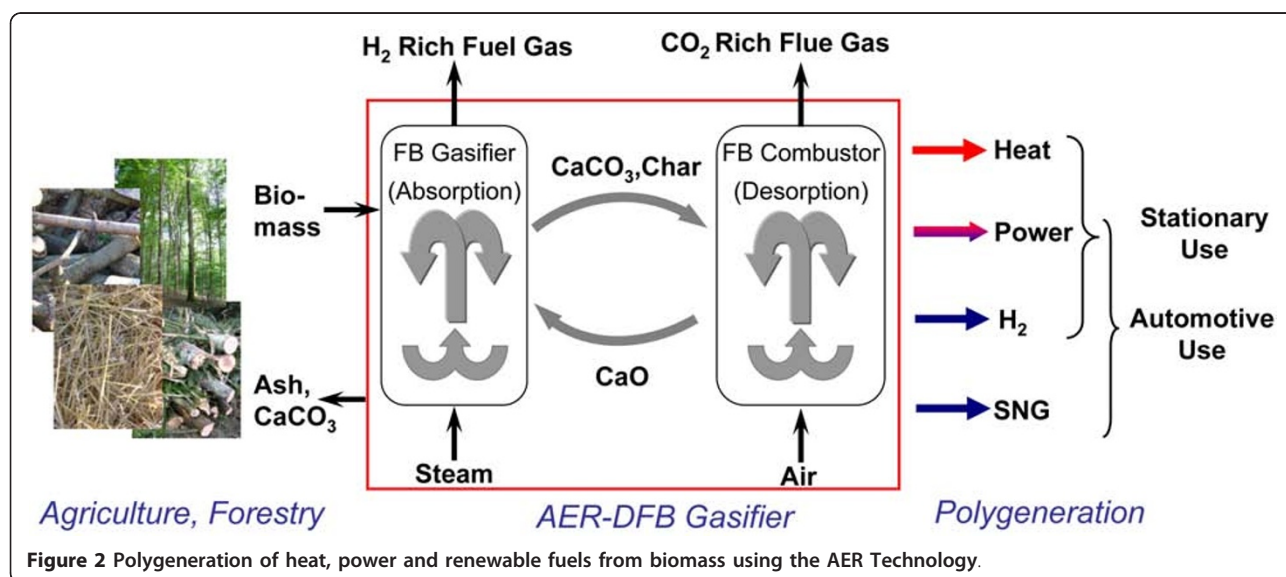 H₂ Rich Fuel Gas
CO₂ Rich Flue Gas
FB Gasifier
(Absorption)
CaCO₃,Char
FB Combustor
(Desorption)
Bio-
mass
Ash,
CaCO₃
CaO
Steam
Air
Heat
Power
H₂
SNG
Stationary
Use
Automotive
Use
Agriculture, Forestry
AER-DFB Gasifier
Polygeneration
Figure 2 Polygeneration of heat, power and renewable fuels from biomass using the AER Technology.